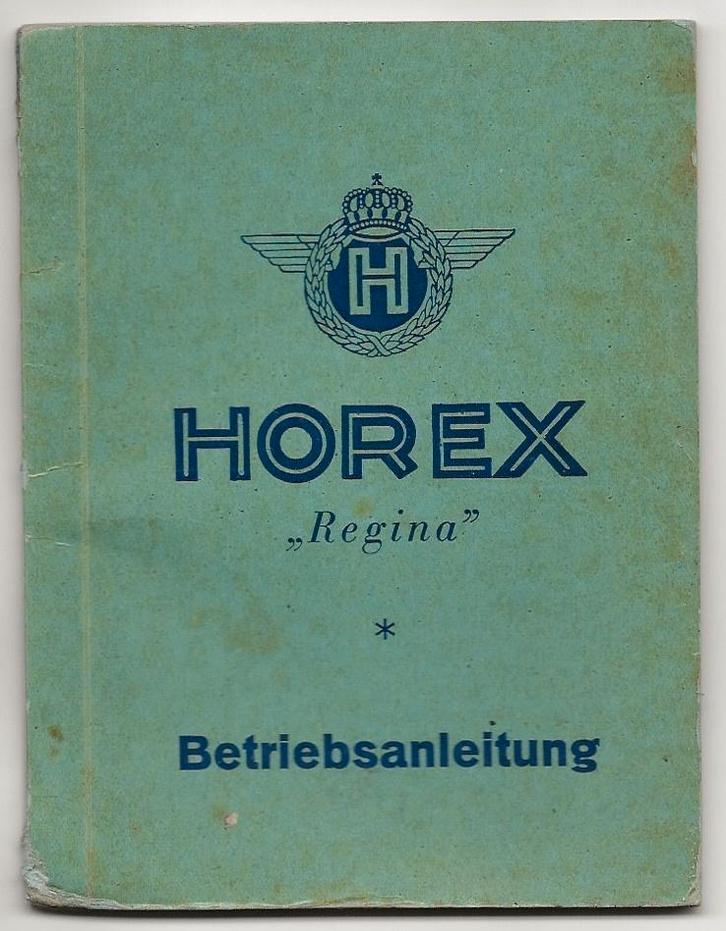 H
HOREX
„Regina”
*
Betriebsanleitung